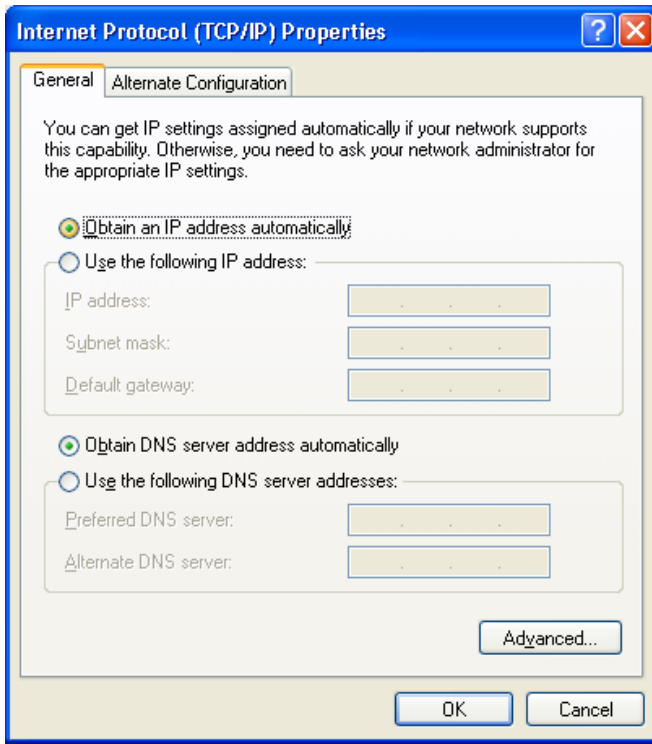 Internet Protocol (TCP/IP) Properties
General
Alternate Configuration
You can get IP settings assigned automatically if your network supports
this capability. Otherwise, you need to ask your network administrator for
the appropriate IP settings.
Obtain an IP address automatically
Use the following IP address:
IP address:
Subnet mask:
Default gateway:
Obtain DNS server address automatically
Use the following DNS server addresses:
Preferred DNS server:
Alternate DNS server:
Advanced...
OK
Cancel